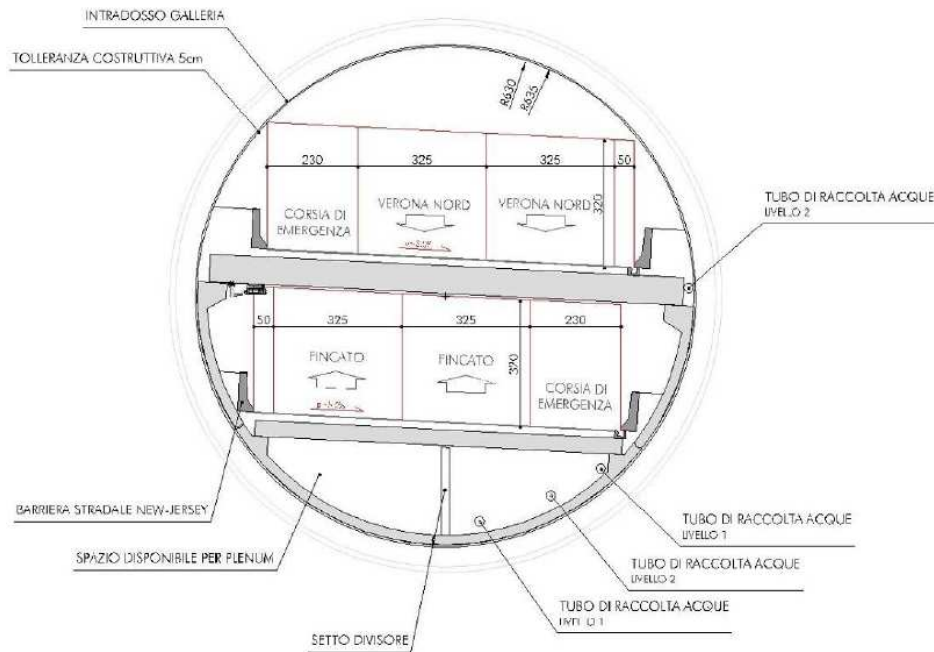 INTRADOSSO GALLERIA
TOLLERANZA COSTRUTTIVA 5cm
R630
R635
230
325
325
50
320
CORSIA DI
EMERGENZA
VERONA NORD
VERONA NORD
TUBO DI RACCOLTA ACQUE
LIVELLO 2
50
325
325
230
320
FINCATO
FINCATO
CORSIA DI
EMERGENZA
BARRIERA STRADALE NEW-JERSEY
SPAZIO DISPONIBILE PER PLENUM
SETTO DIVISORE
TUBO DI RACCOLTA ACQUE
LIVELLO 1
TUBO DI RACCOLTA ACQUE
LIVELLO 2
TUBO DI RACCOLTA ACQUE
LIVELLO 1